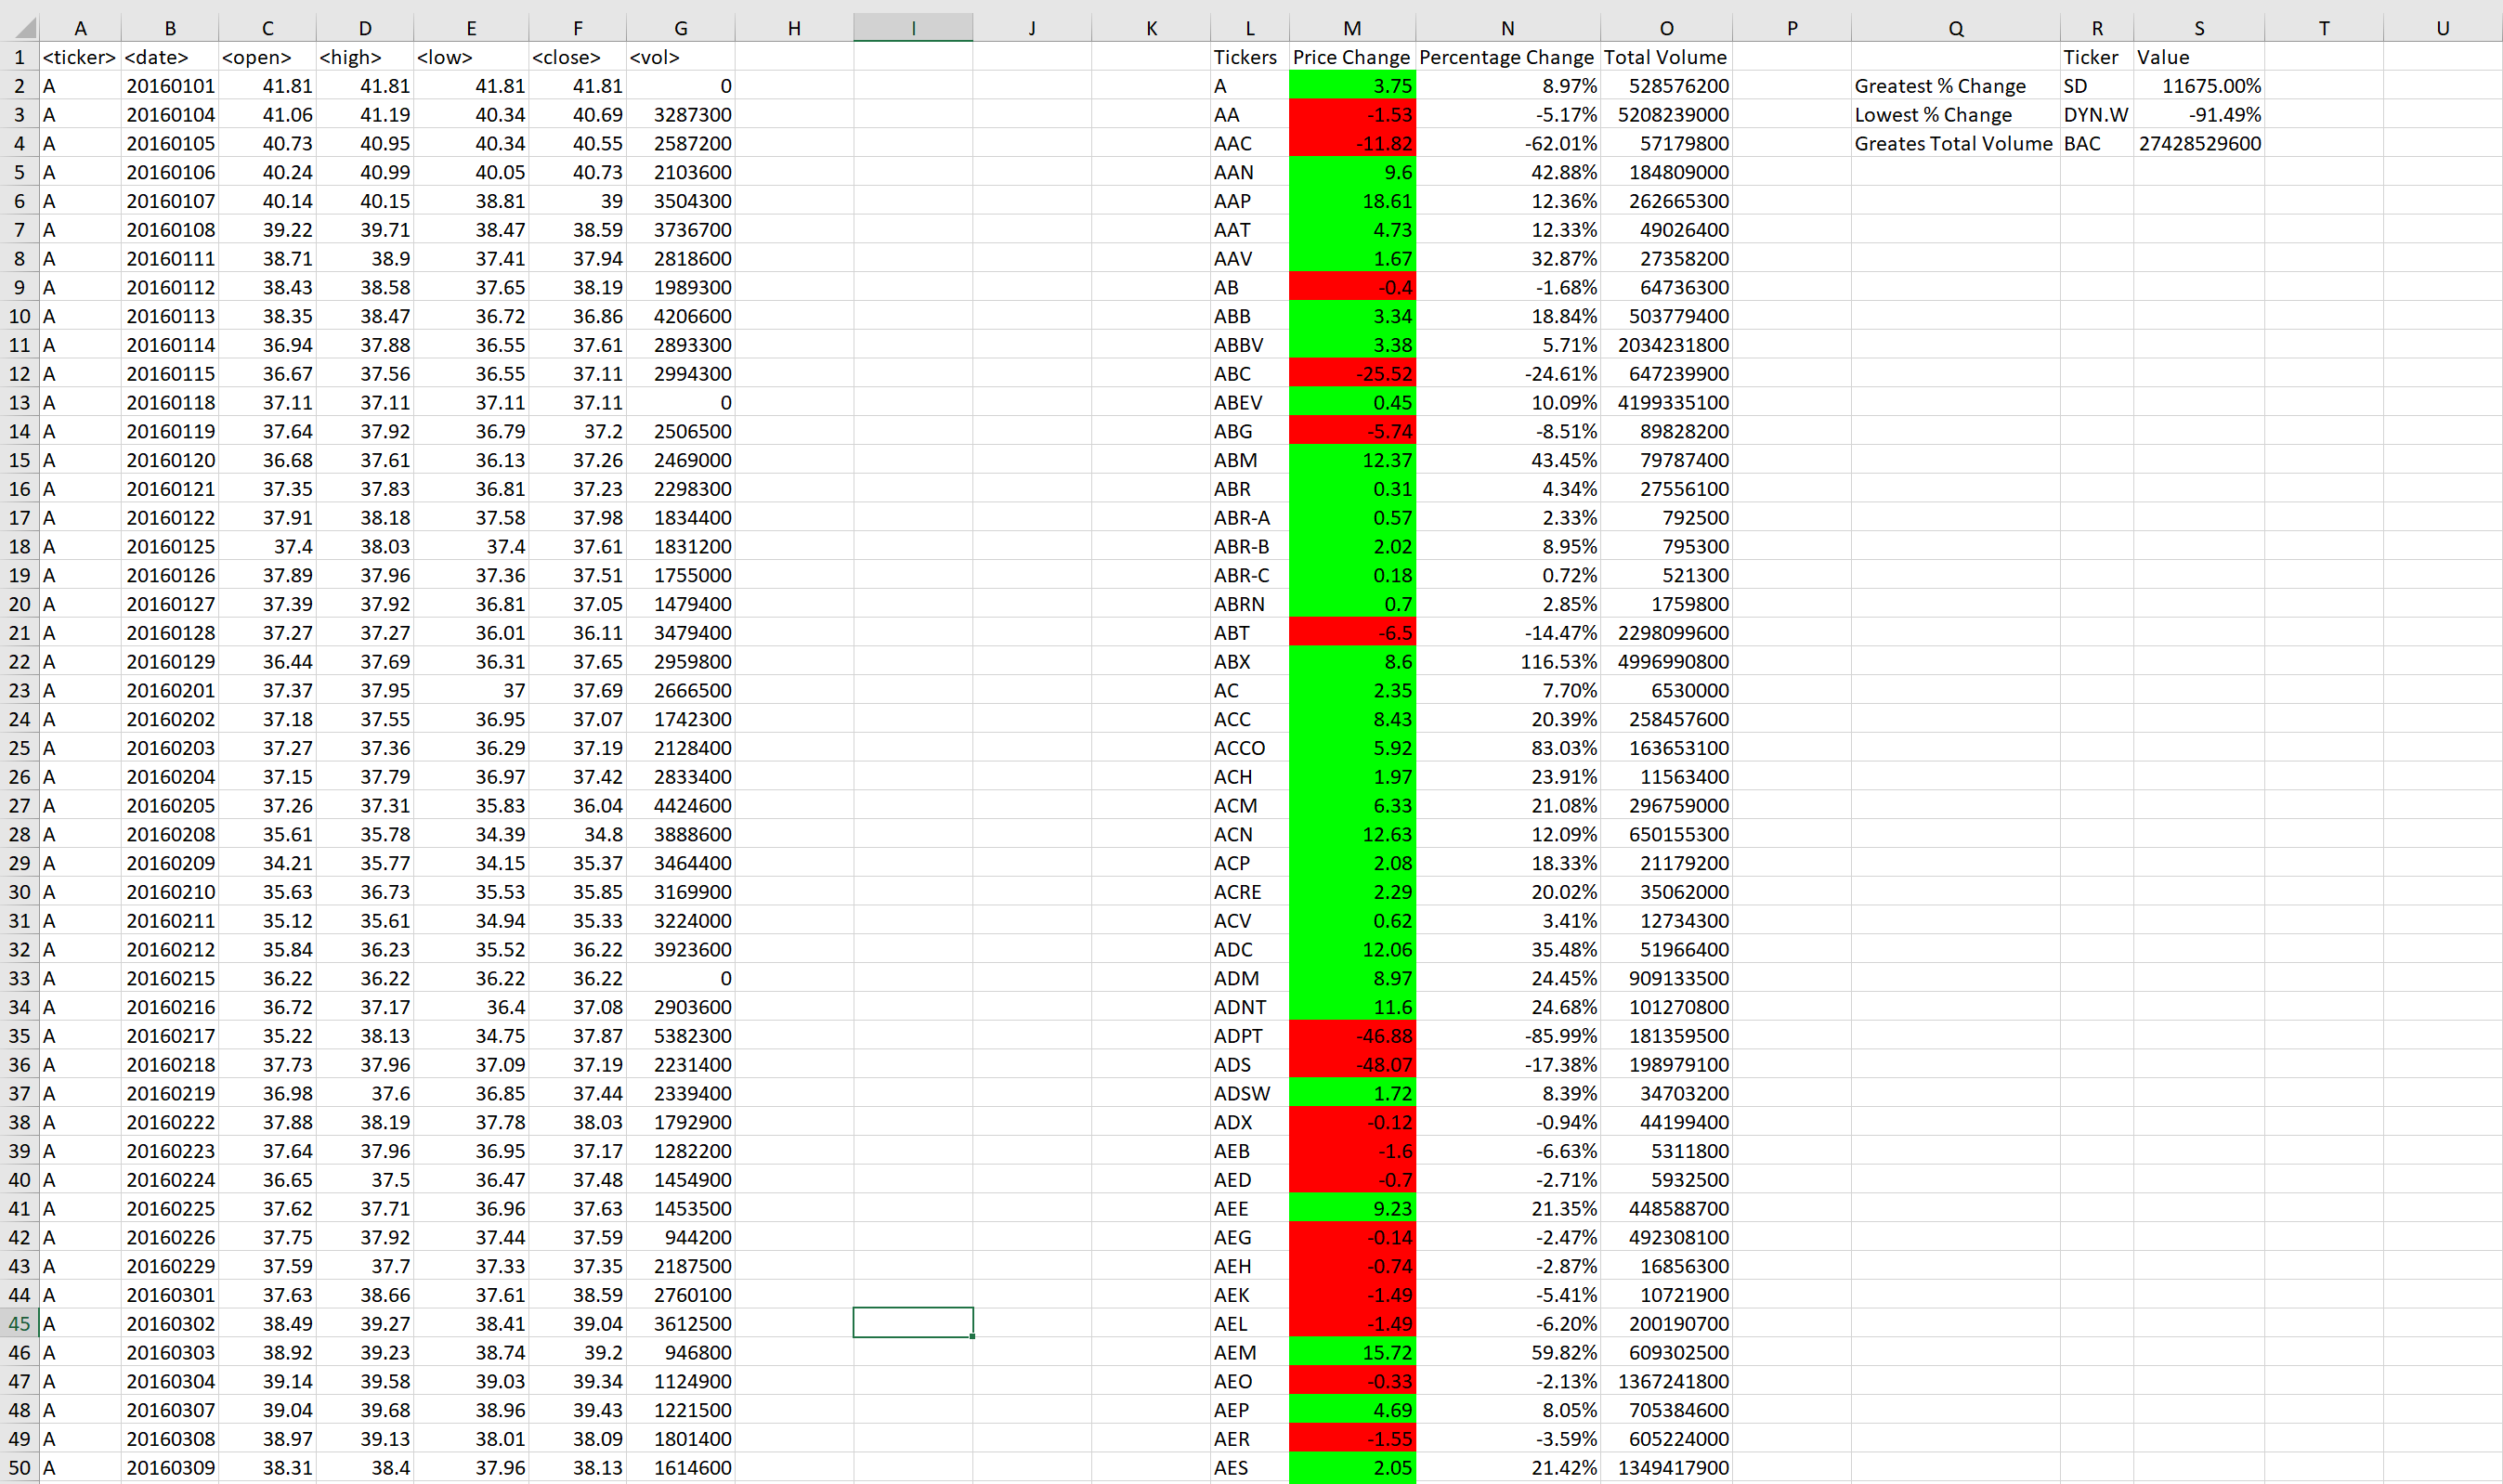 A B C D E F G H I J K L M N O P Q R S T U
1 <ticker> <date> <open> <high> <low> <close> <vol> Tickers Price Change Percentage Change Total Volume Ticker Value
2 A 20160101 41.81 41.81 41.81 41.81 0 A 3.75 8.97% 528576200 Greatest % Change SD 11675.00%
3 A 20160104 41.06 41.19 40.34 40.69 3287300 AA -1.53 -5.17% 5208239000 Lowest % Change DYN.W -91.49%
4 A 20160105 40.73 40.95 40.34 40.55 2587200 AAC -11.82 -62.01% 57179800 Greates Total Volume BAC 27428529600
5 A 20160106 40.24 40.99 40.05 40.73 2103600 AAN 9.6 42.88% 184809000
6 A 20160107 40.14 40.15 38.81 39 3504300 AAP 18.61 12.36% 262665300
7 A 20160108 39.22 39.71 38.47 38.59 3736700 AAT 4.73 12.33% 49026400
8 A 20160111 38.71 38.9 37.41 37.94 2818600 AAV 1.67 32.87% 27358200
9 A 20160112 38.43 38.58 37.65 38.19 1989300 AB -0.4 -1.68% 64736300
10 A 20160113 38.35 38.47 36.72 36.86 4206600 ABB 3.34 18.84% 503779400
11 A 20160114 36.94 37.88 36.55 37.61 2893300 ABBV 3.38 5.71% 2034231800
12 A 20160115 36.67 37.56 36.55 37.11 2994300 ABC -25.52 -24.61% 647239900
13 A 20160118 37.11 37.11 37.11 37.11 0 ABEV 0.45 10.09% 4199335100
14 A 20160119 37.64 37.92 36.79 37.2 2506500 ABG -5.74 -8.51% 89828200
15 A 20160120 36.68 37.61 36.13 37.26 2469000 ABM 12.37 43.45% 79787400
16 A 20160121 37.35 37.83 36.81 37.23 2298300 ABR 0.31 4.34% 27556100
17 A 20160122 37.91 38.18 37.58 37.98 1834400 ABR-A 0.57 2.33% 792500
18 A 20160125 37.4 38.03 37.4 37.61 1831200 ABR-B 2.02 8.95% 795300
19 A 20160126 37.89 37.96 37.36 37.51 1755000 ABR-C 0.18 0.72% 521300
20 A 20160127 37.39 37.92 36.81 37.05 1479400 ABRN 0.7 2.85% 1759800
21 A 20160128 37.27 37.27 36.01 36.11 3479400 ABT -6.5 -14.47% 2298099600
22 A 20160129 36.44 37.69 36.31 37.65 2959800 ABX 8.6 116.53% 4996990800
23 A 20160201 37.37 37.95 37 37.69 2666500 AC 2.35 7.70% 6530000
24 A 20160202 37.18 37.55 36.95 37.07 1742300 ACC 8.43 20.39% 258457600
25 A 20160203 37.27 37.36 36.29 37.19 2128400 ACCO 5.92 83.03% 163653100
26 A 20160204 37.15 37.79 36.97 37.42 2833400 ACH 1.97 23.91% 11563400
27 A 20160205 37.26 37.31 35.83 36.04 4424600 ACM 6.33 21.08% 296759000
28 A 20160208 35.61 35.78 34.39 34.8 3888600 ACN 12.63 12.09% 650155300
29 A 20160209 34.21 35.77 34.15 35.37 3464400 ACP 2.08 18.33% 21179200
30 A 20160210 35.63 36.73 35.53 35.85 3169900 ACRE 2.29 20.02% 35062000
31 A 20160211 35.12 35.61 34.94 35.33 3224000 ACV 0.62 3.41% 12734300
32 A 20160212 35.84 36.23 35.52 36.22 3923600 ADC 12.06 35.48% 51966400
33 A 20160215 36.22 36.22 36.22 36.22 0 ADM 8.97 24.45% 909133500
34 A 20160216 36.72 37.17 36.4 37.08 2903600 ADNT 11.6 24.68% 101270800
35 A 20160217 35.22 38.13 34.75 37.87 5382300 ADPT -46.88 -85.99% 181359500
36 A 20160218 37.73 37.96 37.09 37.19 2231400 ADS -48.07 -17.38% 198979100
37 A 20160219 36.98 37.6 36.85 37.44 2339400 ADSW 1.72 8.39% 34703200
38 A 20160222 37.88 38.19 37.78 38.03 1792900 ADX -0.12 -0.94% 44199400
39 A 20160223 37.64 37.96 36.95 37.17 1282200 AEB -1.6 -6.63% 5311800
40 A 20160224 36.65 37.5 36.47 37.48 1454900 AED -0.7 -2.71% 5932500
41 A 20160225 37.62 37.71 36.96 37.63 1453500 AEE 9.23 21.35% 448588700
42 A 20160226 37.75 37.92 37.44 37.59 944200 AEG -0.14 -2.47% 492308100
43 A 20160229 37.59 37.7 37.33 37.35 2187500 AEH -0.74 -2.87% 16856300
44 A 20160301 37.63 38.66 37.61 38.59 2760100 AEK -1.49 -5.41% 10721900
45 A 20160302 38.49 39.27 38.41 39.04 3612500 AEL -1.49 -6.20% 200190700
46 A 20160303 38.92 39.23 38.74 39.2 946800 AEM 15.72 59.82% 609302500
47 A 20160304 39.14 39.58 39.03 39.34 1124900 AEO -0.33 -2.13% 1367241800
48 A 20160307 39.04 39.68 38.96 39.43 1221500 AEP 4.69 8.05% 705384600
49 A 20160308 38.97 39.13 38.01 38.09 1801400 AER -1.55 -3.59% 605224000
50 A 20160309 38.31 38.4 37.96 38.13 1614600 AES 2.05 21.42% 1349417900